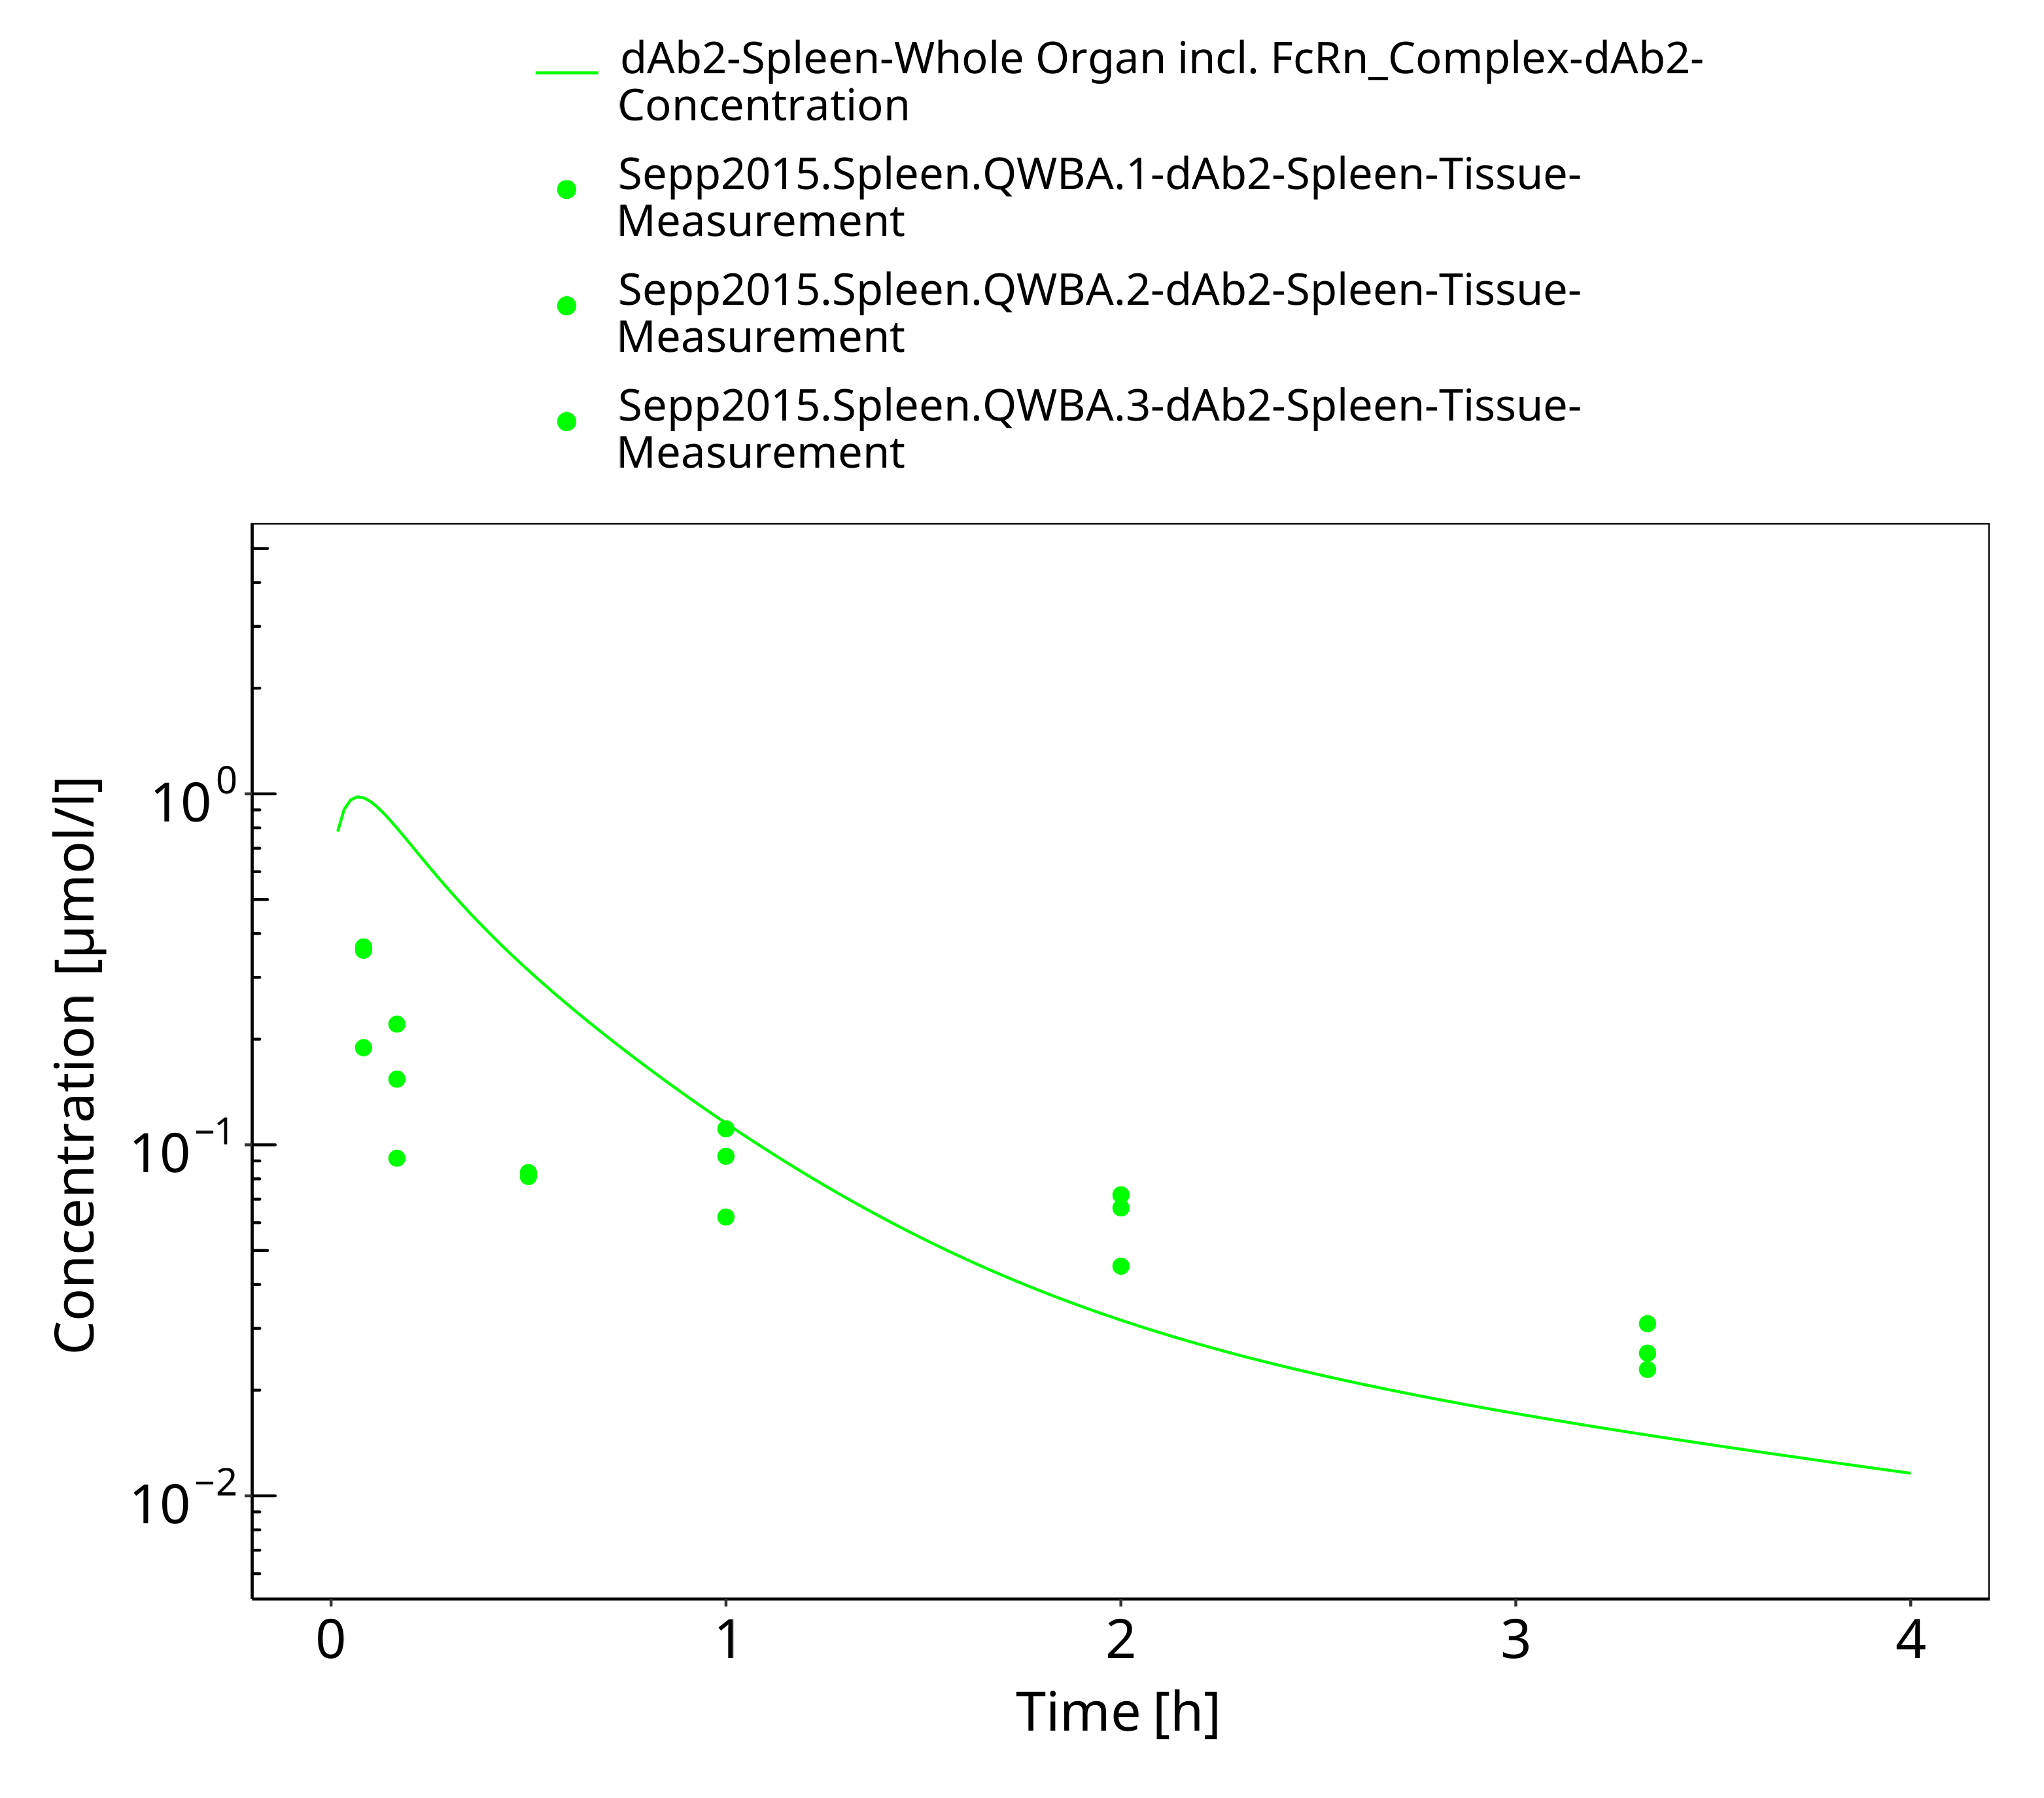 dAb2-Spleen-Whole Organ incl. FcRn_Complex-dAb2-
Concentration
Sepp2015.Spleen.QWBA.1-dAb2-Spleen-Tissue-
Measurement
Sepp2015.Spleen.QWBA.2-dAb2-Spleen-Tissue-
Measurement
Sepp2015.Spleen.QWBA.3-dAb2-Spleen-Tissue-
Measurement
Concentration [µmol/l]
10^0
10^−1
10^−2
0 1 2 3 4
Time [h]